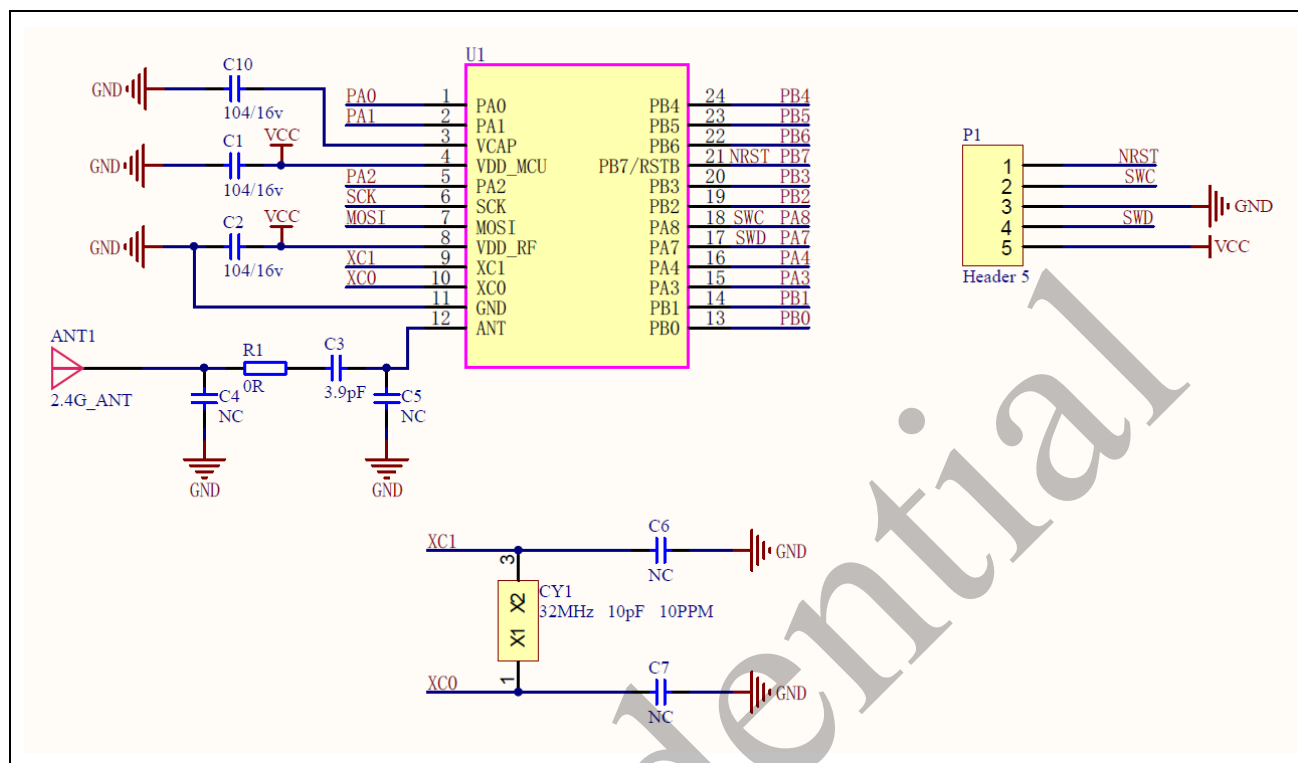 U1
C10
GND
104/16v
PA0 1 PA0 PB4 24 PB4
PA1 2 PA1 PB5 23 PB5
3 VCAP PB6 22 PB6
C1 VCC
GND
104/16v
4 VDD_MCU PB7/RSTB 21 NRST PB7
PA2 5 PA2 PB3 20 PB3
SCK 6 SCK PB2 19 PB2
MOSI 7 MOSI PA8 18 SWC PA8
C2 VCC
GND
104/16v
8 VDD_RF PA7 17 SWD PA7
XC1 9 XC1 PA4 16 PA4
XC0 10 XC0 PA3 15 PA3
11 GND PB1 14 PB1
12 ANT PB0 13 PB0
P1
1 NRST
2 SWC
3 GND
4 SWD
5 VCC
Header 5
ANT1
2.4G_ANT
R1
0R
C3
3.9pF
C4
NC
C5
NC
GND
GND
XC1
C6
NC
GND
3
X2
CY1
32MHz 10pF 10PPM
X1
1
XC0
C7
NC
GND